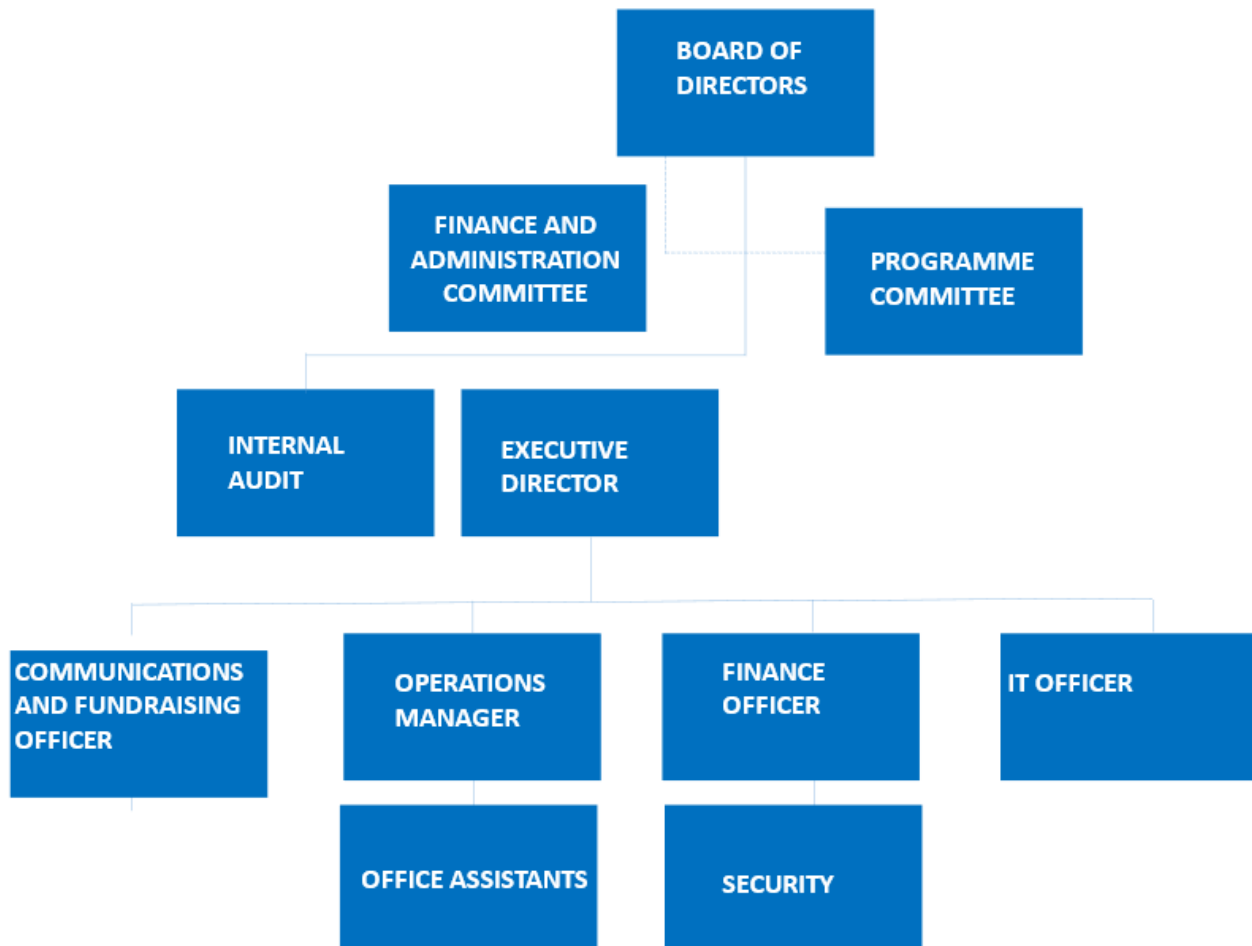 BOARD OF
DIRECTORS
FINANCE AND
ADMINISTRATION
COMMITTEE
PROGRAMME
COMMITTEE
INTERNAL
AUDIT
EXECUTIVE
DIRECTOR
COMMUNICATIONS
AND FUNDRAISING
OFFICER
OPERATIONS
MANAGER
FINANCE
OFFICER
IT OFFICER
OFFICE ASSISTANTS
SECURITY